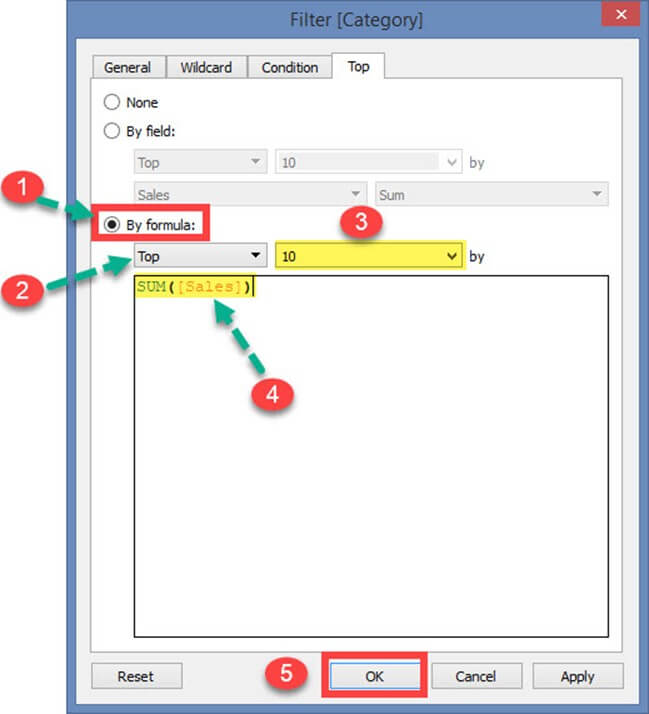 Filter [Category]
General Wildcard Condition Top
None
By field:
Top 10 by
Sales Sum
1
By formula:
3
Top 10 by
2
SUM([Sales])
4
Reset 5 OK Cancel Apply